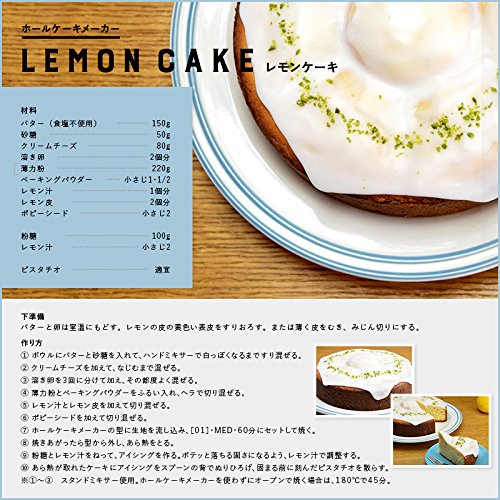 ホールケーキメーカー
LEMON CAKE レモンケーキ
材料
バター（食塩不使用） 150g
砂糖 50g
クリームチーズ 80g
溶き卵 2個分
薄力粉 220g
ベーキングパウダー 小さじ1・1/2
レモン汁 1個分
レモン皮 2個分
ポピーシード 小さじ2
粉糖 100g
レモン汁 小さじ2
ピスタチオ 適宜
下準備
バターと卵は室温にもどす。レモンの皮の黄色い表皮をすりおろす。または薄く皮をむき、みじん切りにする。
作り方
① ボウルにバターと砂糖を入れて、ハンドミキサーで白っぽくなるまですり混ぜる。
② クリームチーズを加えて、なじむまで混ぜる。
③ 溶き卵を3回に分けて加え、その都度よく混ぜる。
④ 薄力粉とベーキングパウダーをふるい入れ、ヘラで切り混ぜる。
⑤ レモン汁とレモン皮を加えて切り混ぜる。
⑥ ポピーシードを加えて切り混ぜる。
⑦ ホールケーキメーカーの型に生地を流し込み、[01]・MED・60分にセットして焼く。
⑧ 焼きあがったら型から外し、あら熱をとる。
⑨ 粉糖とレモン汁をねって、アイシングを作る。ポテッと落ちる固さになるよう、レモン汁で調整する。
⑩ あら熱が取れたケーキにアイシングをスプーンの背でぬりひろげ、固まる前に刻んだピスタチオを散らす。
※①〜③ スタンドミキサー使用。ホールケーキメーカーを使わずにオーブンで焼く場合は、180℃で45分。